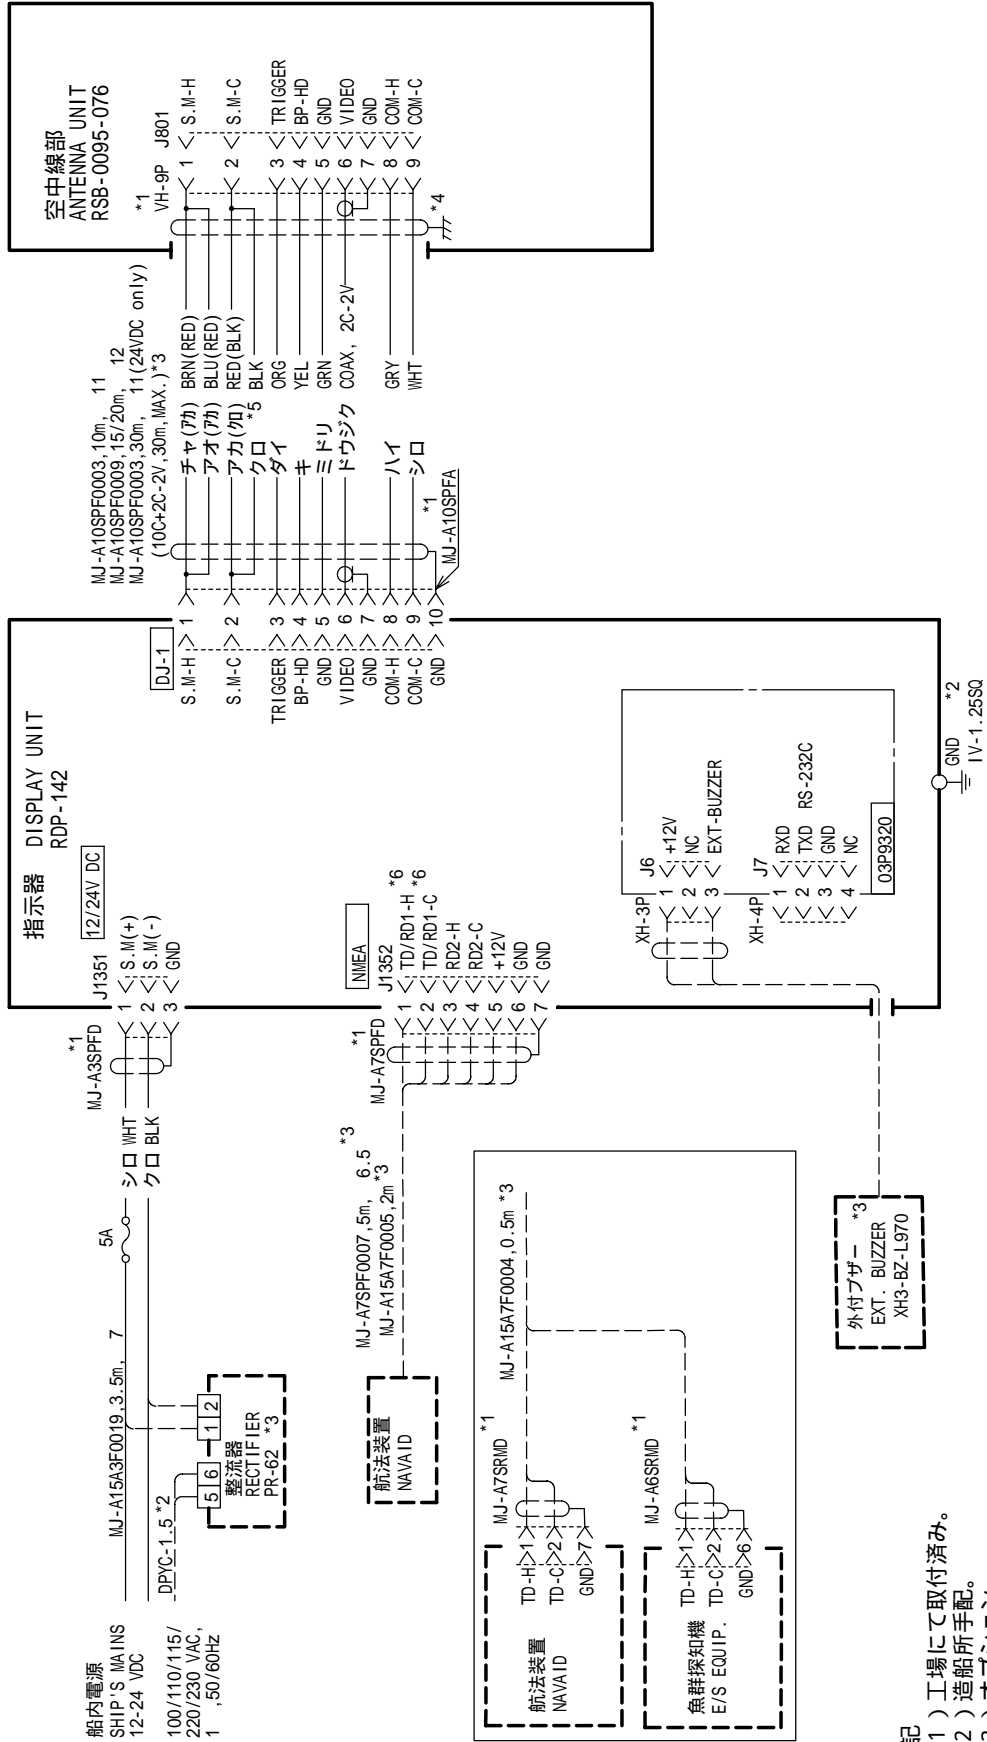 空中線部
ANTENNA UNIT
RSB-0095-076
*1
VH-9P J801
1 S.M-H
2 S.M-C
3 TRIGGER
4 BP-HD
5 GND
6 VIDEO
7 GND
8 COM-H
9 COM-C
*4
MJ-A10SPF0003,10m, 11
MJ-A10SPF0009,15/20m, 12
MJ-A10SPF0003,30m, 11(24VDC only)
(10C+2C-2V,30m,MAX.)*3
チャ(アカ) BRN(RED)
アオ(アカ) BLU(RED)
アカ(クロ) RED(BLK)
クロ *5 BLK
ダイ ORG
キ YEL
ミドリ GRN
ドウジク COAX, 2C-2V
ハイ GRY
シロ WHT
*1
MJ-A10SPFA
指示器 DISPLAY UNIT
RDP-142
DJ-1
S.M-H 1
S.M-C 2
TRIGGER 3
BP-HD 4
GND 5
VIDEO 6
GND 7
COM-H 8
COM-C 9
GND 10
12/24V DC
*1
MJ-A3SPFD J1351
1 S.M(+)
2 S.M(-)
3 GND
NMEA
*1
MJ-A7SPFD J1352
1 TD/RD1-H *6
2 TD/RD1-C *6
3 RD2-H
4 RD2-C
5 +12V
6 GND
7 GND
XH-3P J6
1 +12V
2 NC
3 EXT-BUZZER
XH-4P J7
1 RXD
2 TXD RS-232C
3 GND
4 NC
03P9320
GND *2
IV-1.25SQ
船内電源
SHIP'S MAINS
12-24 VDC
100/110/115/
220/230 VAC,
1 ,50/60Hz
MJ-A15A3F0019,3.5m, 7
5A
シロ WHT
クロ BLK
DPYC-1.5 *2
5 6 1 2
整流器
RECTIFIER
PR-62 *3
MJ-A7SPF0007,5m, 6.5 *3
MJ-A15A7F0005,2m *3
航法装置
NAVAID
MJ-A15A7F0004,0.5m *3
MJ-A7SRMD *1
航法装置
NAVAID
TD-H 1
TD-C 2
GND 7
MJ-A6SRMD *1
魚群探知機
E/S EQUIP.
TD-H 1
TD-C 2
GND 6
外付ブザー *3
EXT. BUZZER
XH3-BZ-L970
記
1）工場にて取付済み。
2）造船所手配。